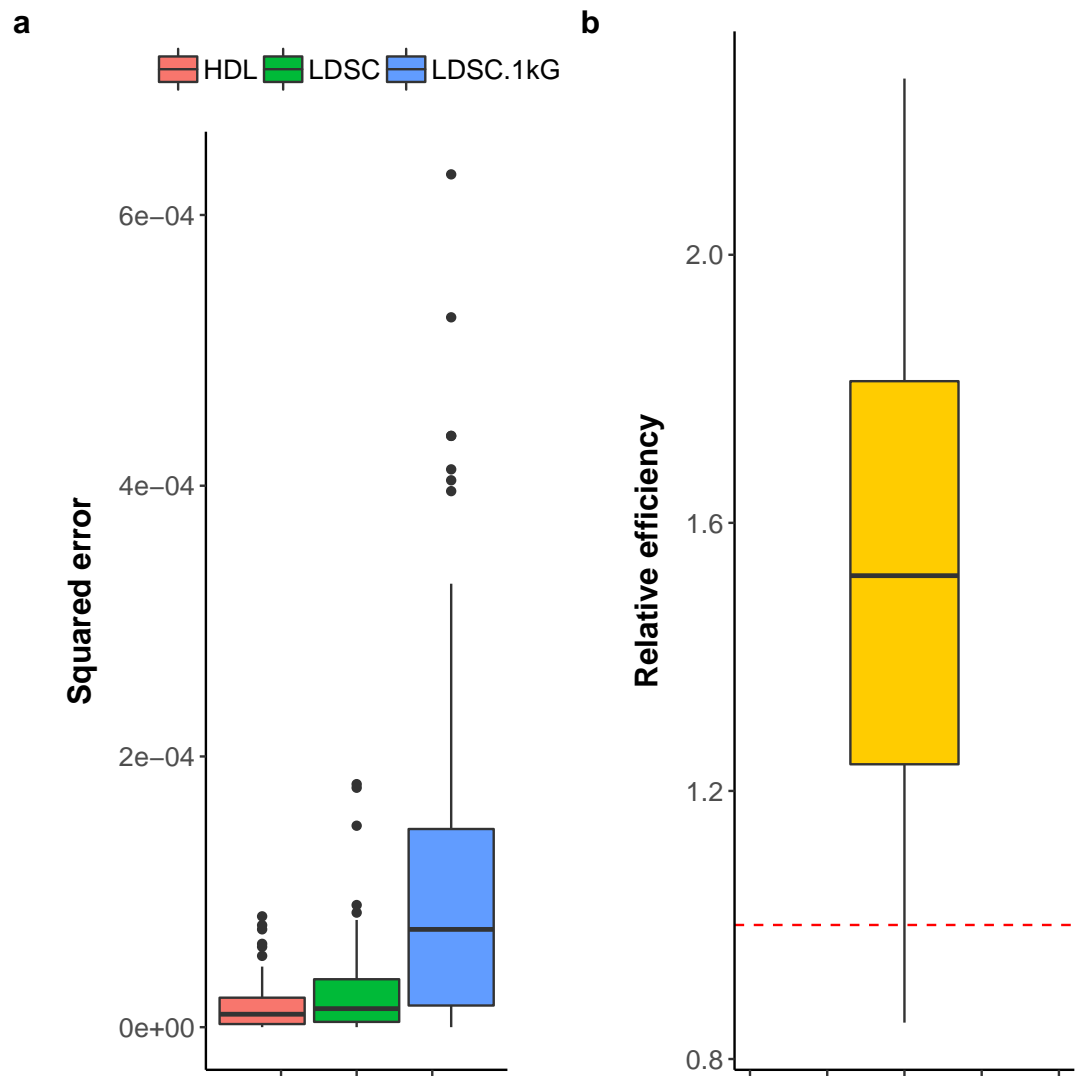 a
HDL LDSC LDSC.1kG
6e−04
4e−04
2e−04
0e+00
Squared error
b
2.0
1.6
1.2
0.8
Relative efficiency